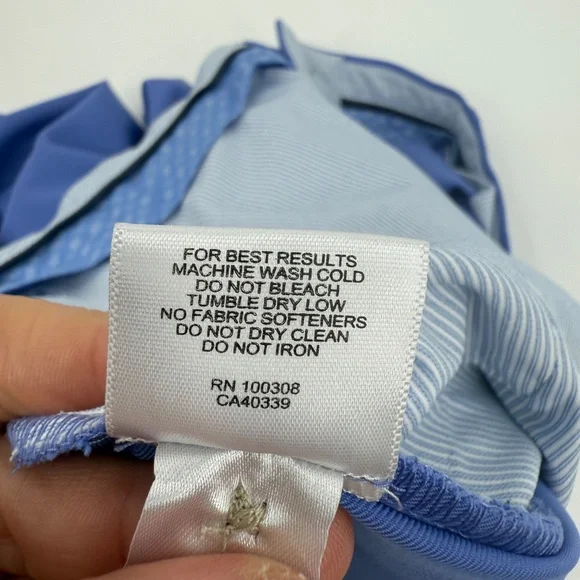 FOR BEST RESULTS
MACHINE WASH COLD
DO NOT BLEACH
TUMBLE DRY LOW
NO FABRIC SOFTENERS
DO NOT DRY CLEAN
DO NOT IRON
RN 100308
CA40339